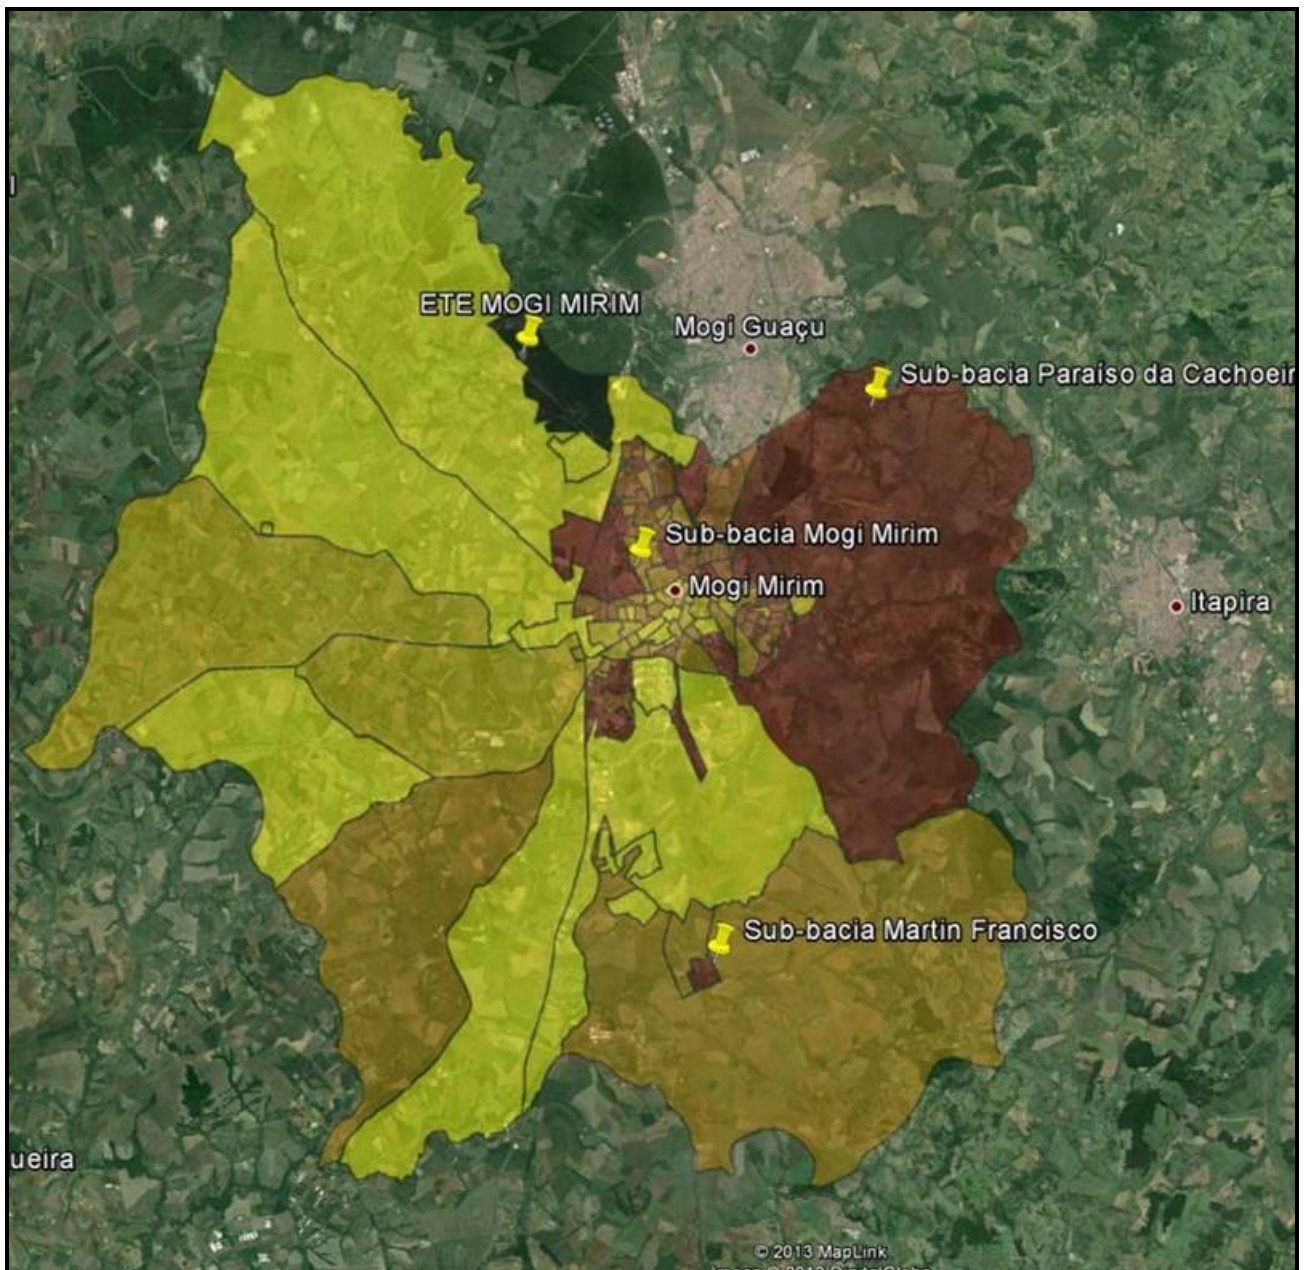 l
ETE MOGI MIRIM
Mogi Guaçu
Sub-bacia Paraíso da Cachoeir
Sub-bacia Mogi Mirim
Mogi Mirim
Itapira
Sub-bacia Martin Francisco
ueira
© 2013 MapLink